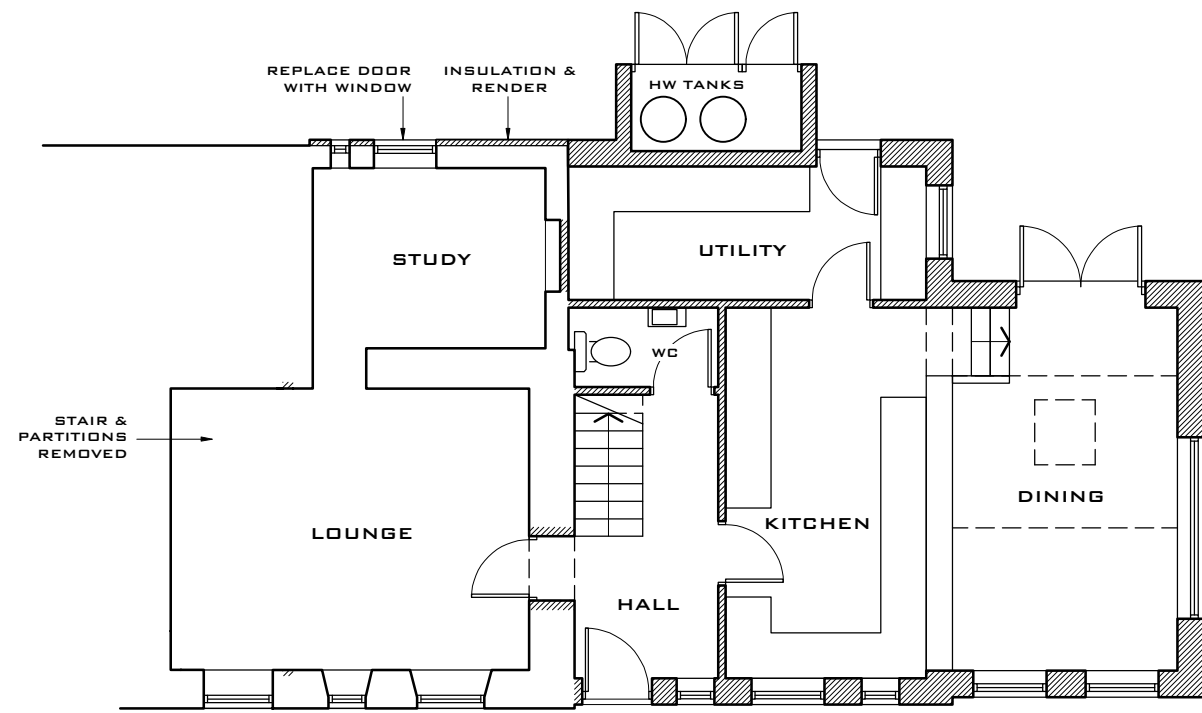 REPLACE DOOR
WITH WINDOW
INSULATION &
RENDER
HW TANKS
STUDY
UTILITY
WC
STAIR &
PARTITIONS
REMOVED
LOUNGE
KITCHEN
DINING
HALL